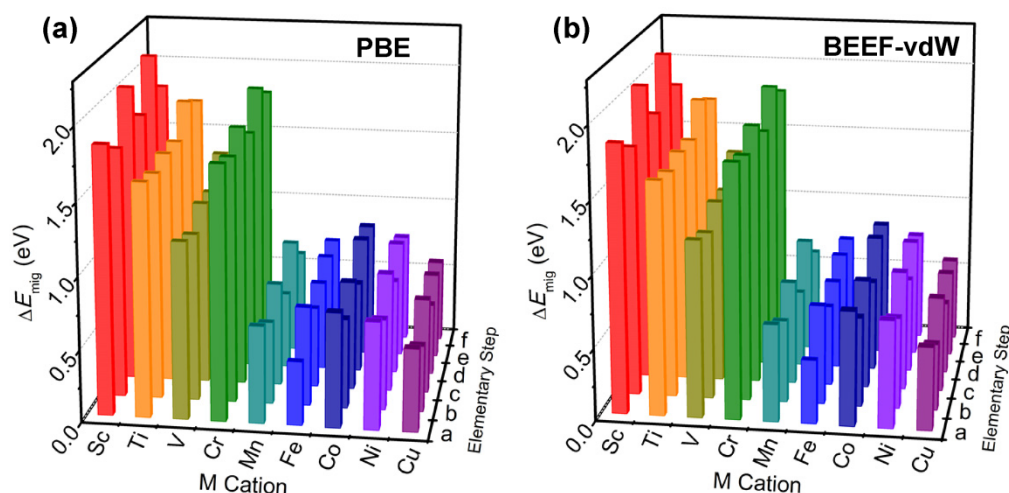 (a)
PBE
2.0
1.5
1.0
0.5
0.0
ΔE_mig (eV)
Sc
Ti
V
Cr
Mn
Fe
Co
Ni
Cu
M Cation
f
e
d
c
b
a
Elementary Step
(b)
BEEF-vdW
2.0
1.5
1.0
0.5
0.0
ΔE_mig (eV)
Sc
Ti
V
Cr
Mn
Fe
Co
Ni
Cu
M Cation
f
e
d
c
b
a
Elementary Step